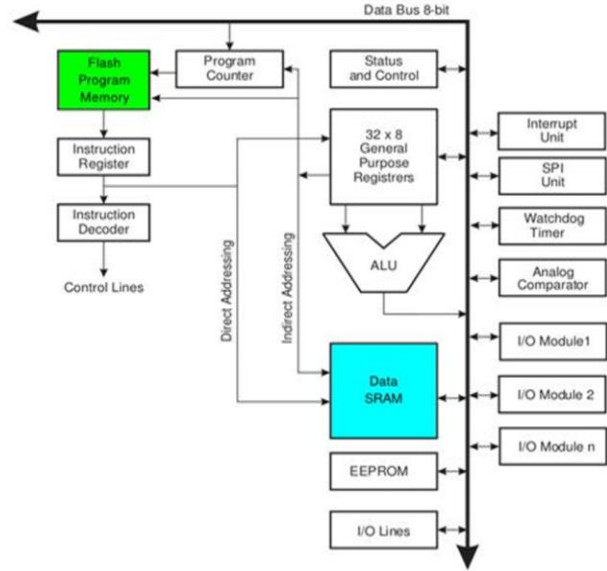 Data Bus 8-bit
Flash
Program
Memory
Program
Counter
Status
and Control
Instruction
Register
32 x 8
General
Purpose
Registrers
Interrupt
Unit
SPI
Unit
Instruction
Decoder
Watchdog
Timer
ALU
Analog
Comparator
Control Lines
Direct Addressing
Indirect Addressing
I/O Module1
Data
SRAM
I/O Module 2
I/O Module n
EEPROM
I/O Lines